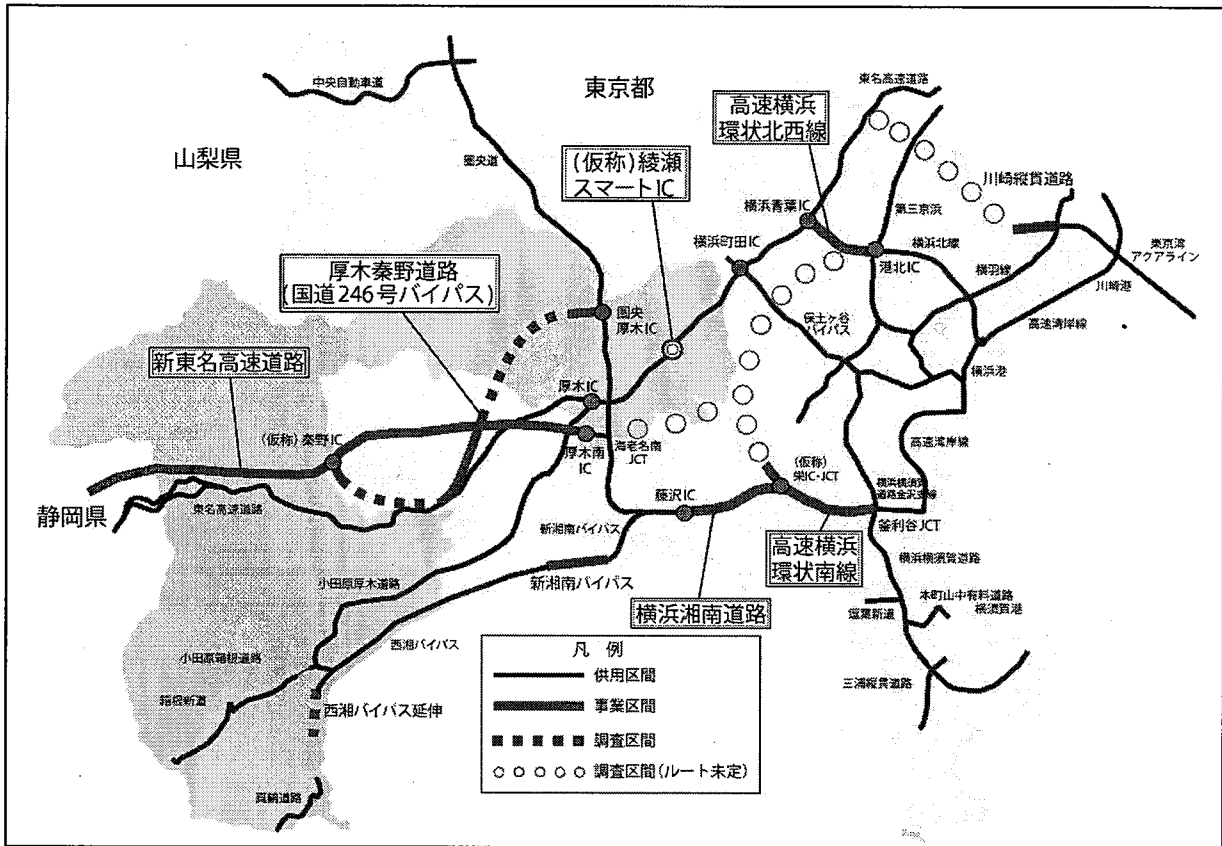 中央自動車道
東京都
東名高速道路
高速横浜
環状北西線
山梨県
圏央道
(仮称)綾瀬
スマートIC
川崎縦貫道路
横浜青葉IC
第三京浜
横浜町田IC
横浜北線
港北IC
東京湾
アクアライン
横羽線
川崎港
厚木秦野道路
(国道246号バイパス)
圏央
厚木IC
保土ヶ谷
バイパス
高速湾岸線
新東名高速道路
横浜港
厚木IC
(仮称)秦野IC
厚木南
IC
海老名南
JCT
高速湾岸線
(仮称)
栄IC・JCT
横浜横須賀
道路金沢支線
静岡県
東名高速道路
藤沢IC
新湘南バイパス
釜利谷JCT
高速横浜
環状南線
横浜横須賀道路
小田原厚木道路
新湘南バイパス
横浜湘南道路
本町山中有料道路
逗葉新道
横須賀港
西湘バイパス
小田原箱根道路
三浦縦貫道路
箱根新道
西湘バイパス延伸
真鶴道路
凡 例
供用区間
事業区間
調査区間
調査区間(ルート未定)